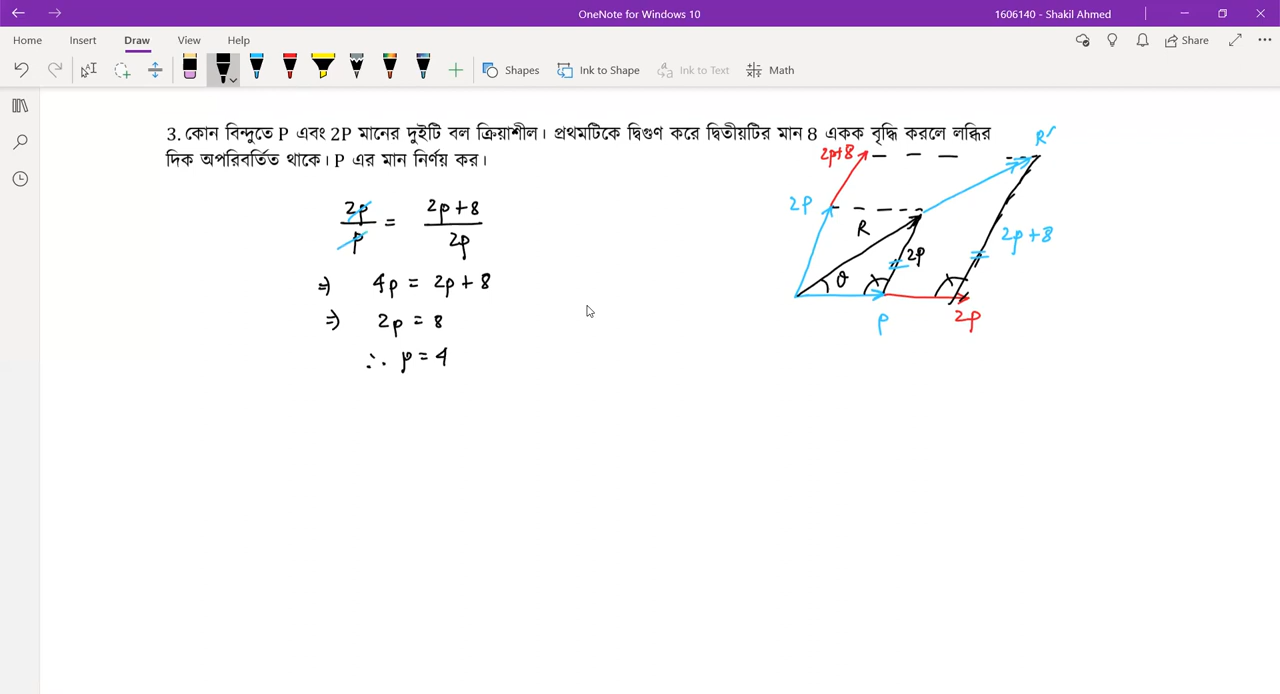 OneNote for Windows 10
1606140 - Shakil Ahmed
Home Insert Draw View Help
Share
Shapes Ink to Shape Ink to Text Math
3. কোন বিন্দুতে P এবং 2P মানের দুইটি বল ক্রিয়াশীল। প্রথমটিকে দ্বিগুণ করে দ্বিতীয়টির মান 8 একক বৃদ্ধি করলে লব্ধির
দিক অপরিবর্তিত থাকে। P এর মান নির্ণয় কর।
2p/p = 2p+8/2p
⇒ 4p = 2p+8
⇒ 2p = 8
∴ p = 4
2p+8
R′
2p
R
2p
2p+8
θ
p
2p